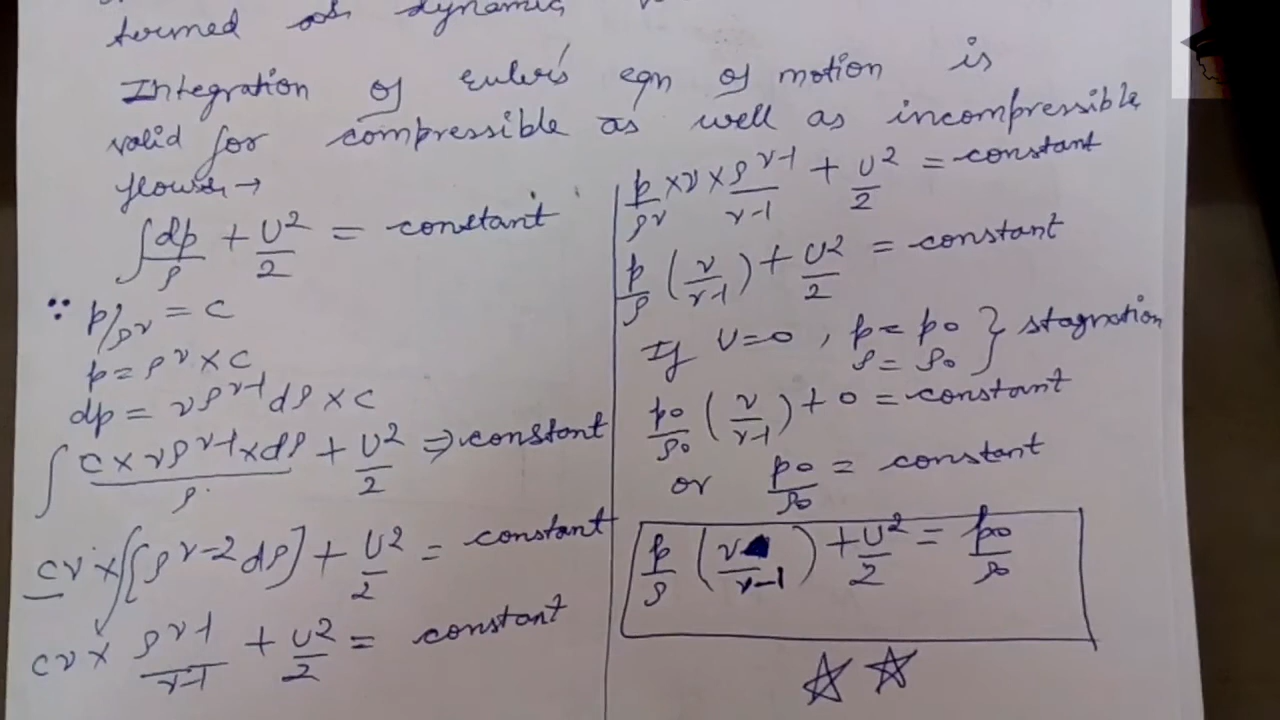 termed as dynamic
Integration of Euler's eqn of motion is
valid for compressible as well as incompressible
flows →
∫ dp/ρ + U²/2 = constant
∵ p/ρ^γ = c
p = ρ^γ × c
dp = γρ^γ-1 dρ × c
∫ c × γρ^γ-1 × dρ / ρ + U²/2 ⇒ constant
cγ × ∫[ρ^γ-2 dρ] + U²/2 = constant
cγ × ρ^γ-1 / γ-1 + U²/2 = constant
p/ρ^γ × γ × ρ^γ-1 / γ-1 + U²/2 = constant
p/ρ (γ/γ-1) + U²/2 = constant
If U=0, p = p0 } stagnation
ρ = ρ0
p0/ρ0 (γ/γ-1) + 0 = constant
or p0/ρ0 = constant
p/ρ (γ/γ-1) + U²/2 = p0/ρ0